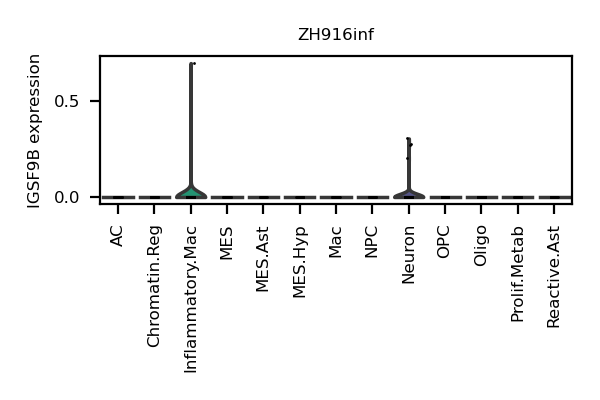 ZH916inf
IGSF9B expression
0.5
0.0
AC
Chromatin.Reg
Inflammatory.Mac
MES
MES.Ast
MES.Hyp
Mac
NPC
Neuron
OPC
Oligo
Prolif.Metab
Reactive.Ast